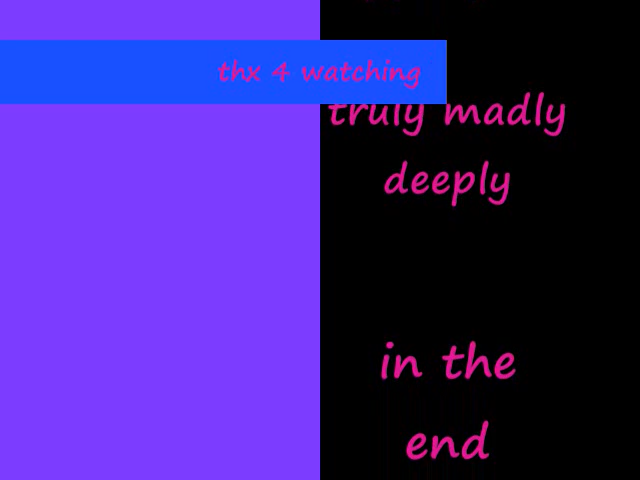 thx 4 watching
truly madly
deeply
in the
end